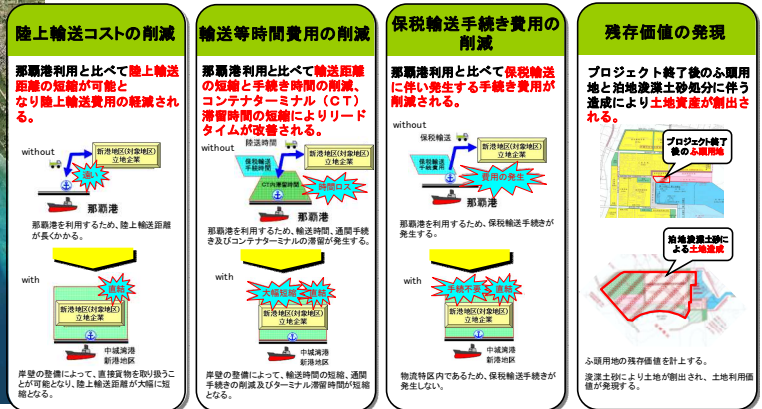 陸上輸送コストの削減
那覇港利用と比べて陸上輸送
距離の短縮が可能と
なり陸上輸送費用の軽減され
る。
without
遠い
新港地区(対象地区)
立地企業
那覇港
那覇港を利用するため、陸上輸送距離
が長くかかる。
with
直結
新港地区(対象地区)
立地企業
中城湾港
新港地区
岸壁の整備によって、直接貨物を取り扱うこ
とが可能となり、陸上輸送距離が大幅に短
縮となる。
輸送等時間費用の削減
那覇港利用と比べて輸送距離
の短縮と手続き時間の削減、
コンテナターミナル(CT)
滞留時間の短縮によりリード
タイムが改善される。
without
陸送時間
保税輸送
手続時間
新港地区(対象地区)
立地企業
CT内滞留時間
時間ロス
那覇港
那覇港を利用するため、輸送時間、通関手続
き及びコンテナターミナルの滞留が発生する。
with
大幅短縮
直結
新港地区(対象地区)
立地企業
中城湾港
新港地区
岸壁の整備によって、輸送時間の短縮、通関
手続きの削減及びターミナル滞留時間が短縮
となる。
保税輸送手続き費用の
削減
那覇港利用と比べて保税輸送
に伴い発生する手続き費用が
削減される。
without
保税輸送
保税輸送
手続費用
新港地区(対象地区)
立地企業
費用の発生
那覇港
那覇港を利用するため、保税輸送手続きが
発生する。
with
手続不要
直結
新港地区(対象地区)
立地企業
中城湾港
新港地区
物流特区内であるため、保税輸送手続きが
発生しない。
残存価値の発現
プロジェクト終了後のふ頭用
地と泊地浚渫土砂処分に伴う
造成により土地資産が創出さ
れる。
プロジェクト終了
後のふ頭用地
泊地浚渫土砂に
よる土地造成
ふ頭用地の残存価値を計上する。
浚渫土砂により土地が創出され、土地利用価
値が発現する。